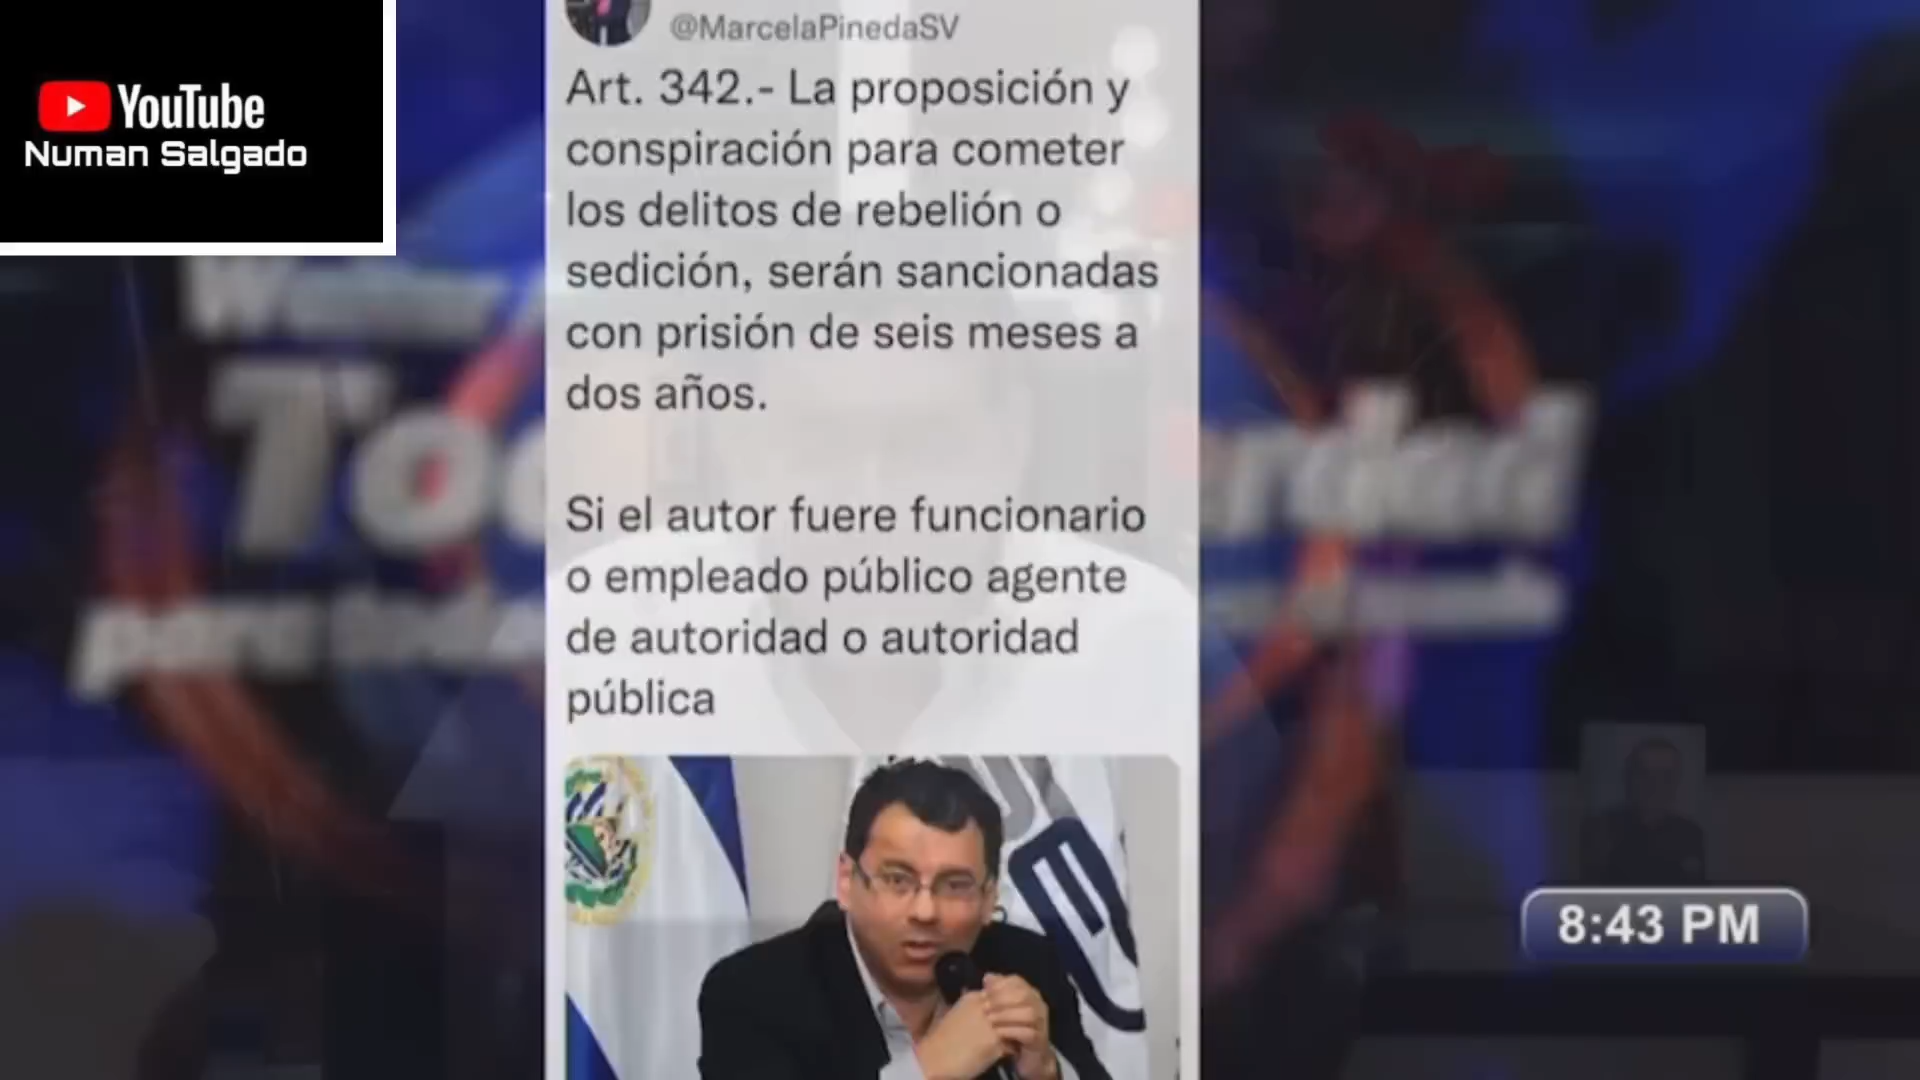 YouTube
Numan Salgado
@MarcelaPinedaSV
Art. 342.- La proposición y
conspiración para cometer
los delitos de rebelión o
sedición, serán sancionadas
con prisión de seis meses a
dos años.
Si el autor fuere funcionario
o empleado público agente
de autoridad o autoridad
pública
8:43 PM